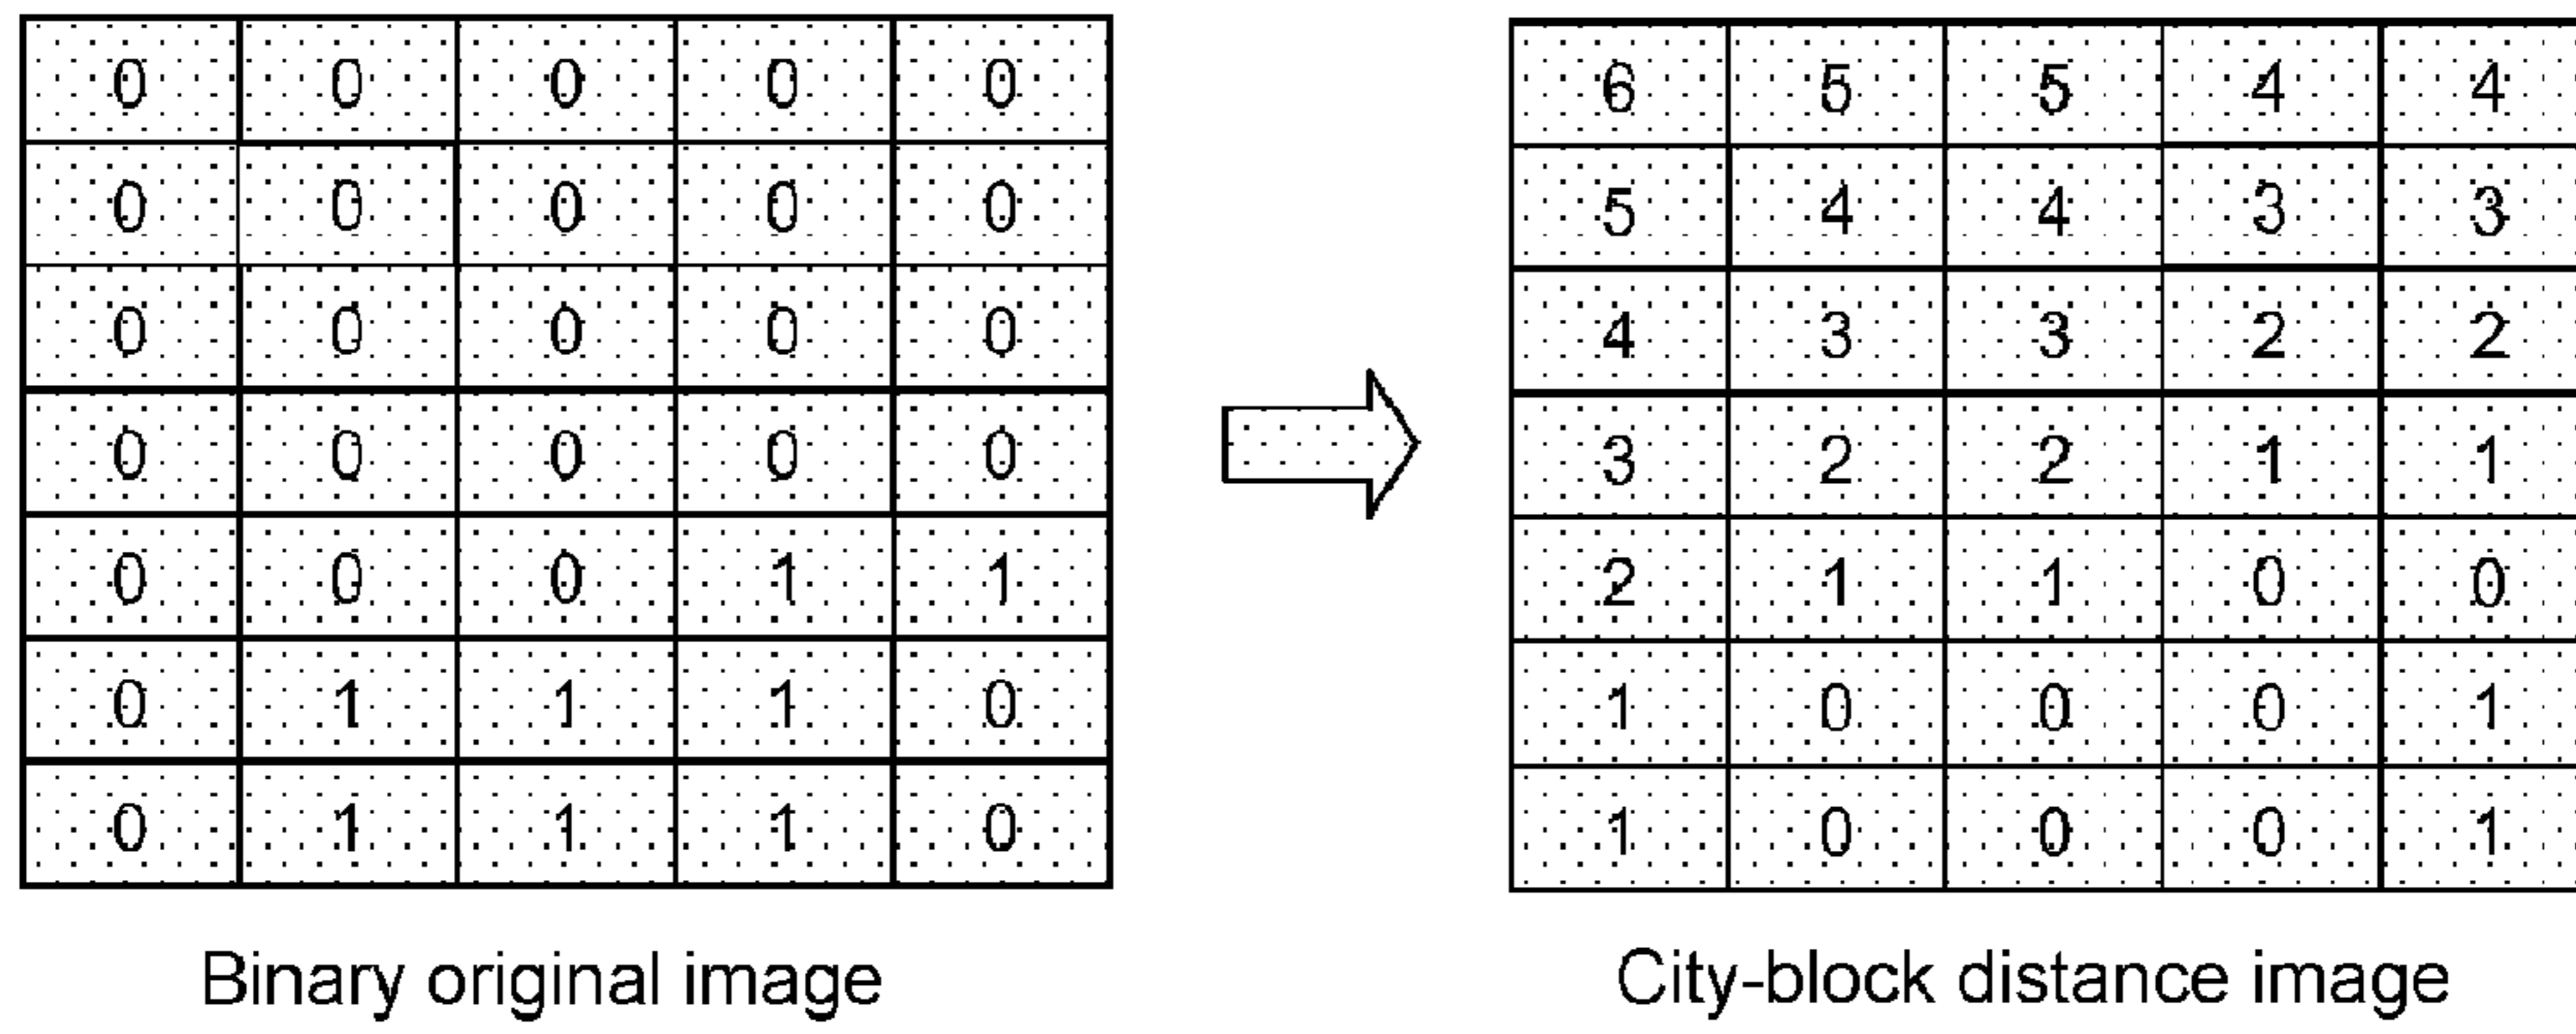 0 0 0 0 0
0 0 0 0 0
0 0 0 0 0
0 0 0 0 0
0 0 0 1 1
0 1 1 1 0
0 1 1 1 0
Binary original image
6 5 5 4 4
5 4 4 3 3
4 3 3 2 2
3 2 2 1 1
2 1 1 0 0
1 0 0 0 1
1 0 0 0 1
City-block distance image